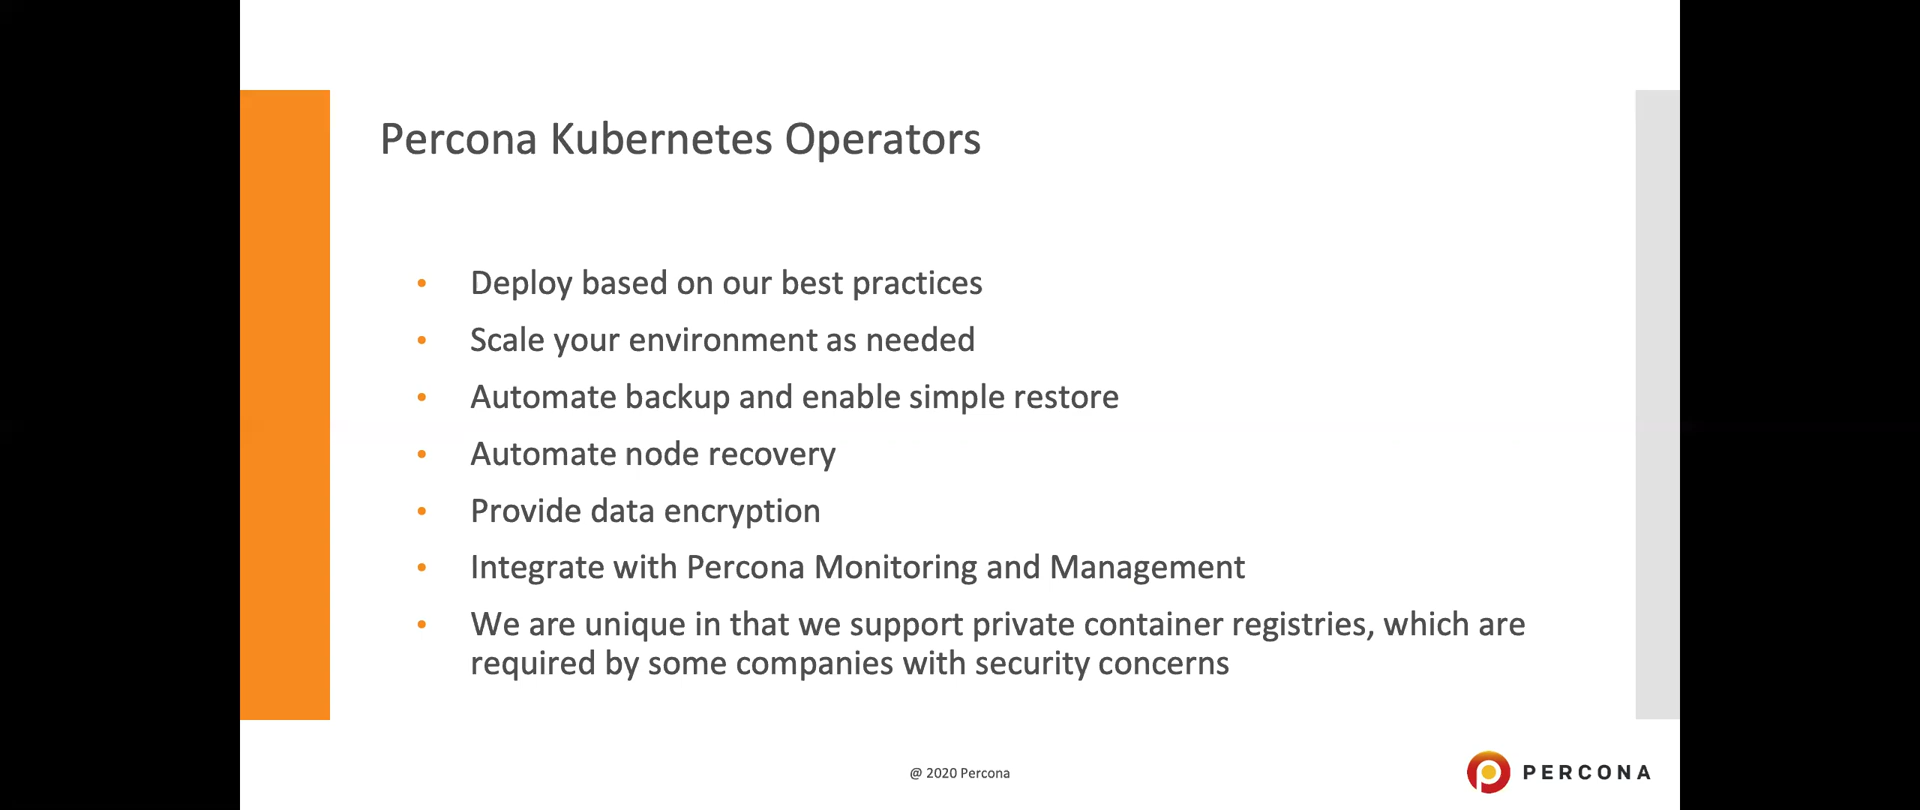 Percona Kubernetes Operators
• Deploy based on our best practices
• Scale your environment as needed
• Automate backup and enable simple restore
• Automate node recovery
• Provide data encryption
• Integrate with Percona Monitoring and Management
• We are unique in that we support private container registries, which are
required by some companies with security concerns
@ 2020 Percona
PERCONA